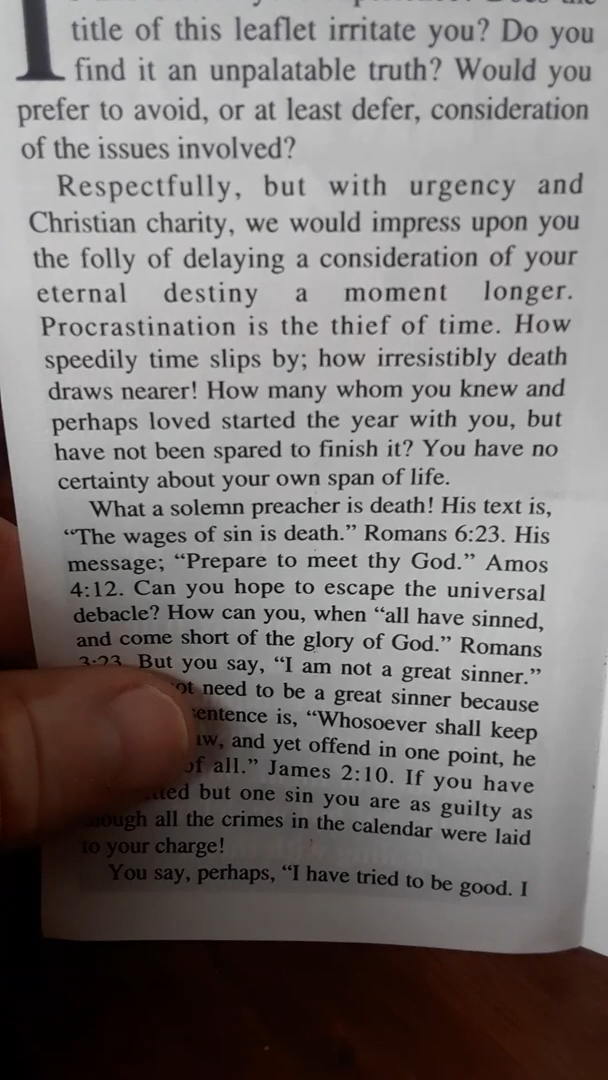 I
title of this leaflet irritate you? Do you
find it an unpalatable truth? Would you
prefer to avoid, or at least defer, consideration
of the issues involved?
Respectfully, but with urgency and
Christian charity, we would impress upon you
the folly of delaying a consideration of your
eternal destiny a moment longer.
Procrastination is the thief of time. How
speedily time slips by; how irresistibly death
draws nearer! How many whom you knew and
perhaps loved started the year with you, but
have not been spared to finish it? You have no
certainty about your own span of life.
What a solemn preacher is death! His text is,
“The wages of sin is death.” Romans 6:23. His
message; “Prepare to meet thy God.” Amos
4:12. Can you hope to escape the universal
debacle? How can you, when “all have sinned,
and come short of the glory of God.” Romans
3:23. But you say, “I am not a great sinner.”
need to be a great sinner because
is, “Whosoever shall keep
and yet offend in one point, he
of all.” James 2:10. If you have
but one sin you are as guilty as
all the crimes in the calendar were laid
to your charge!
You say, perhaps, “I have tried to be good. I